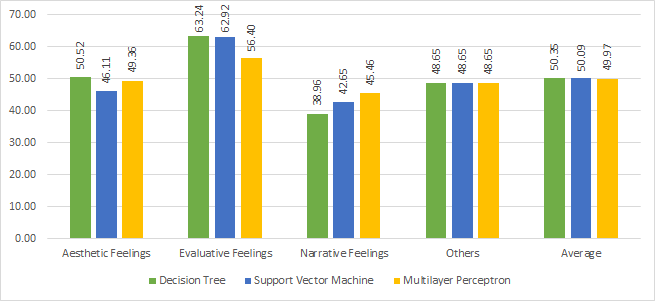 70.00
60.00
50.00
40.00
30.00
20.00
10.00
0.00
50.52 46.11 49.36
63.24 62.92 56.40
38.96 42.65 45.46
48.65 48.65 48.65
50.35 50.09 49.97
Aesthetic Feelings Evaluative Feelings Narrative Feelings Others Average
Decision Tree Support Vector Machine Multilayer Perceptron